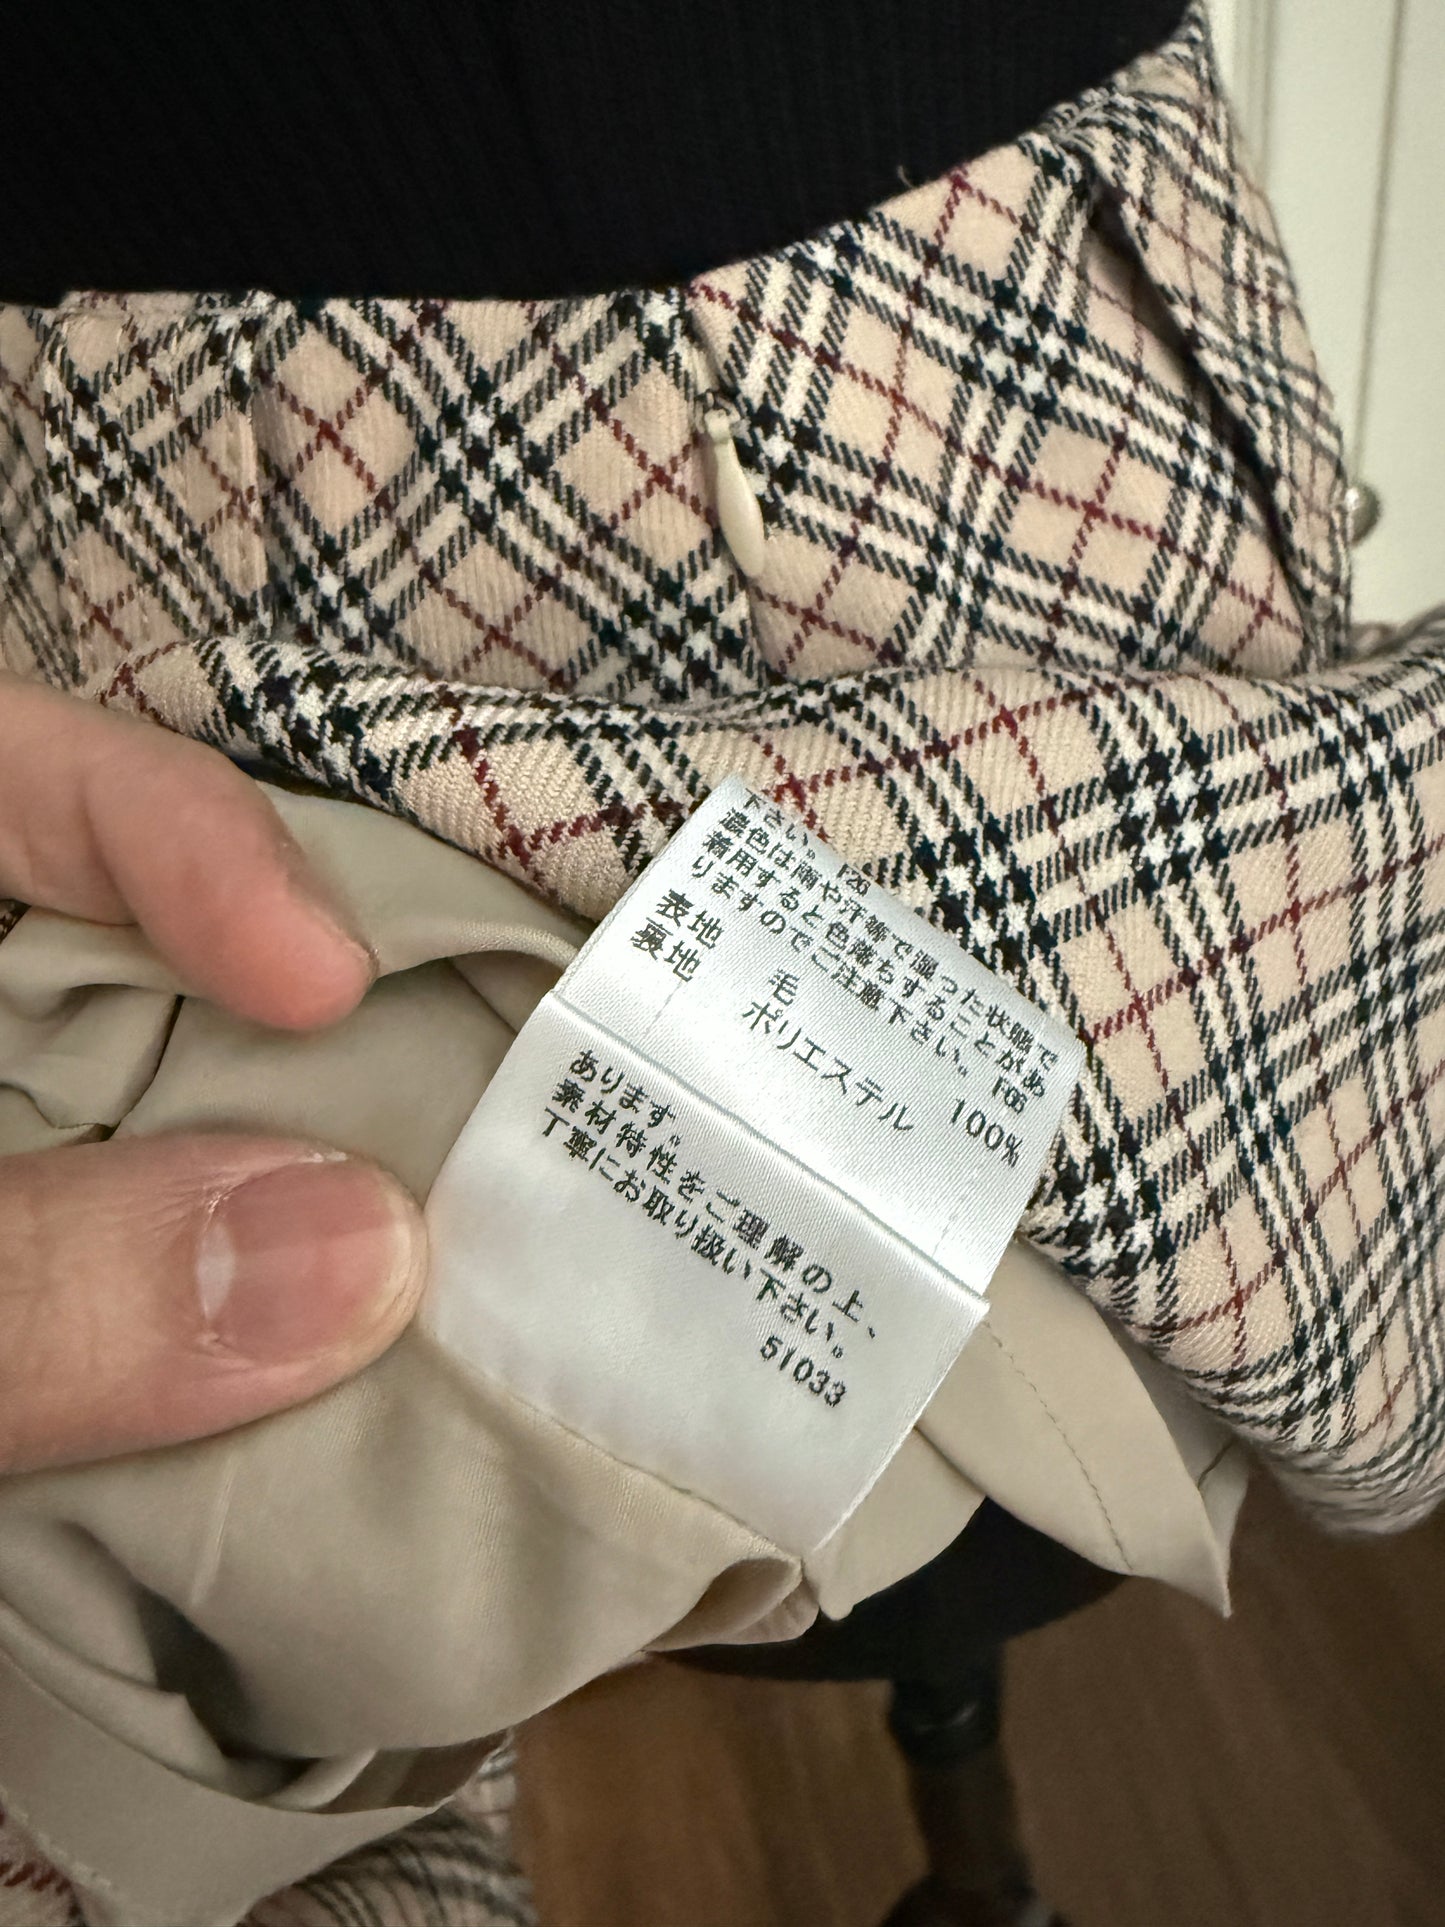 下さい。 F26
濃色は雨や汗等で湿った状態で
着用すると色落ちすることがあ
りますのでご注意下さい。 F06
表地 毛 100%
裏地 ポリエステル
あります。
素材特性をご理解の上、
丁寧にお取り扱い下さい。
51033